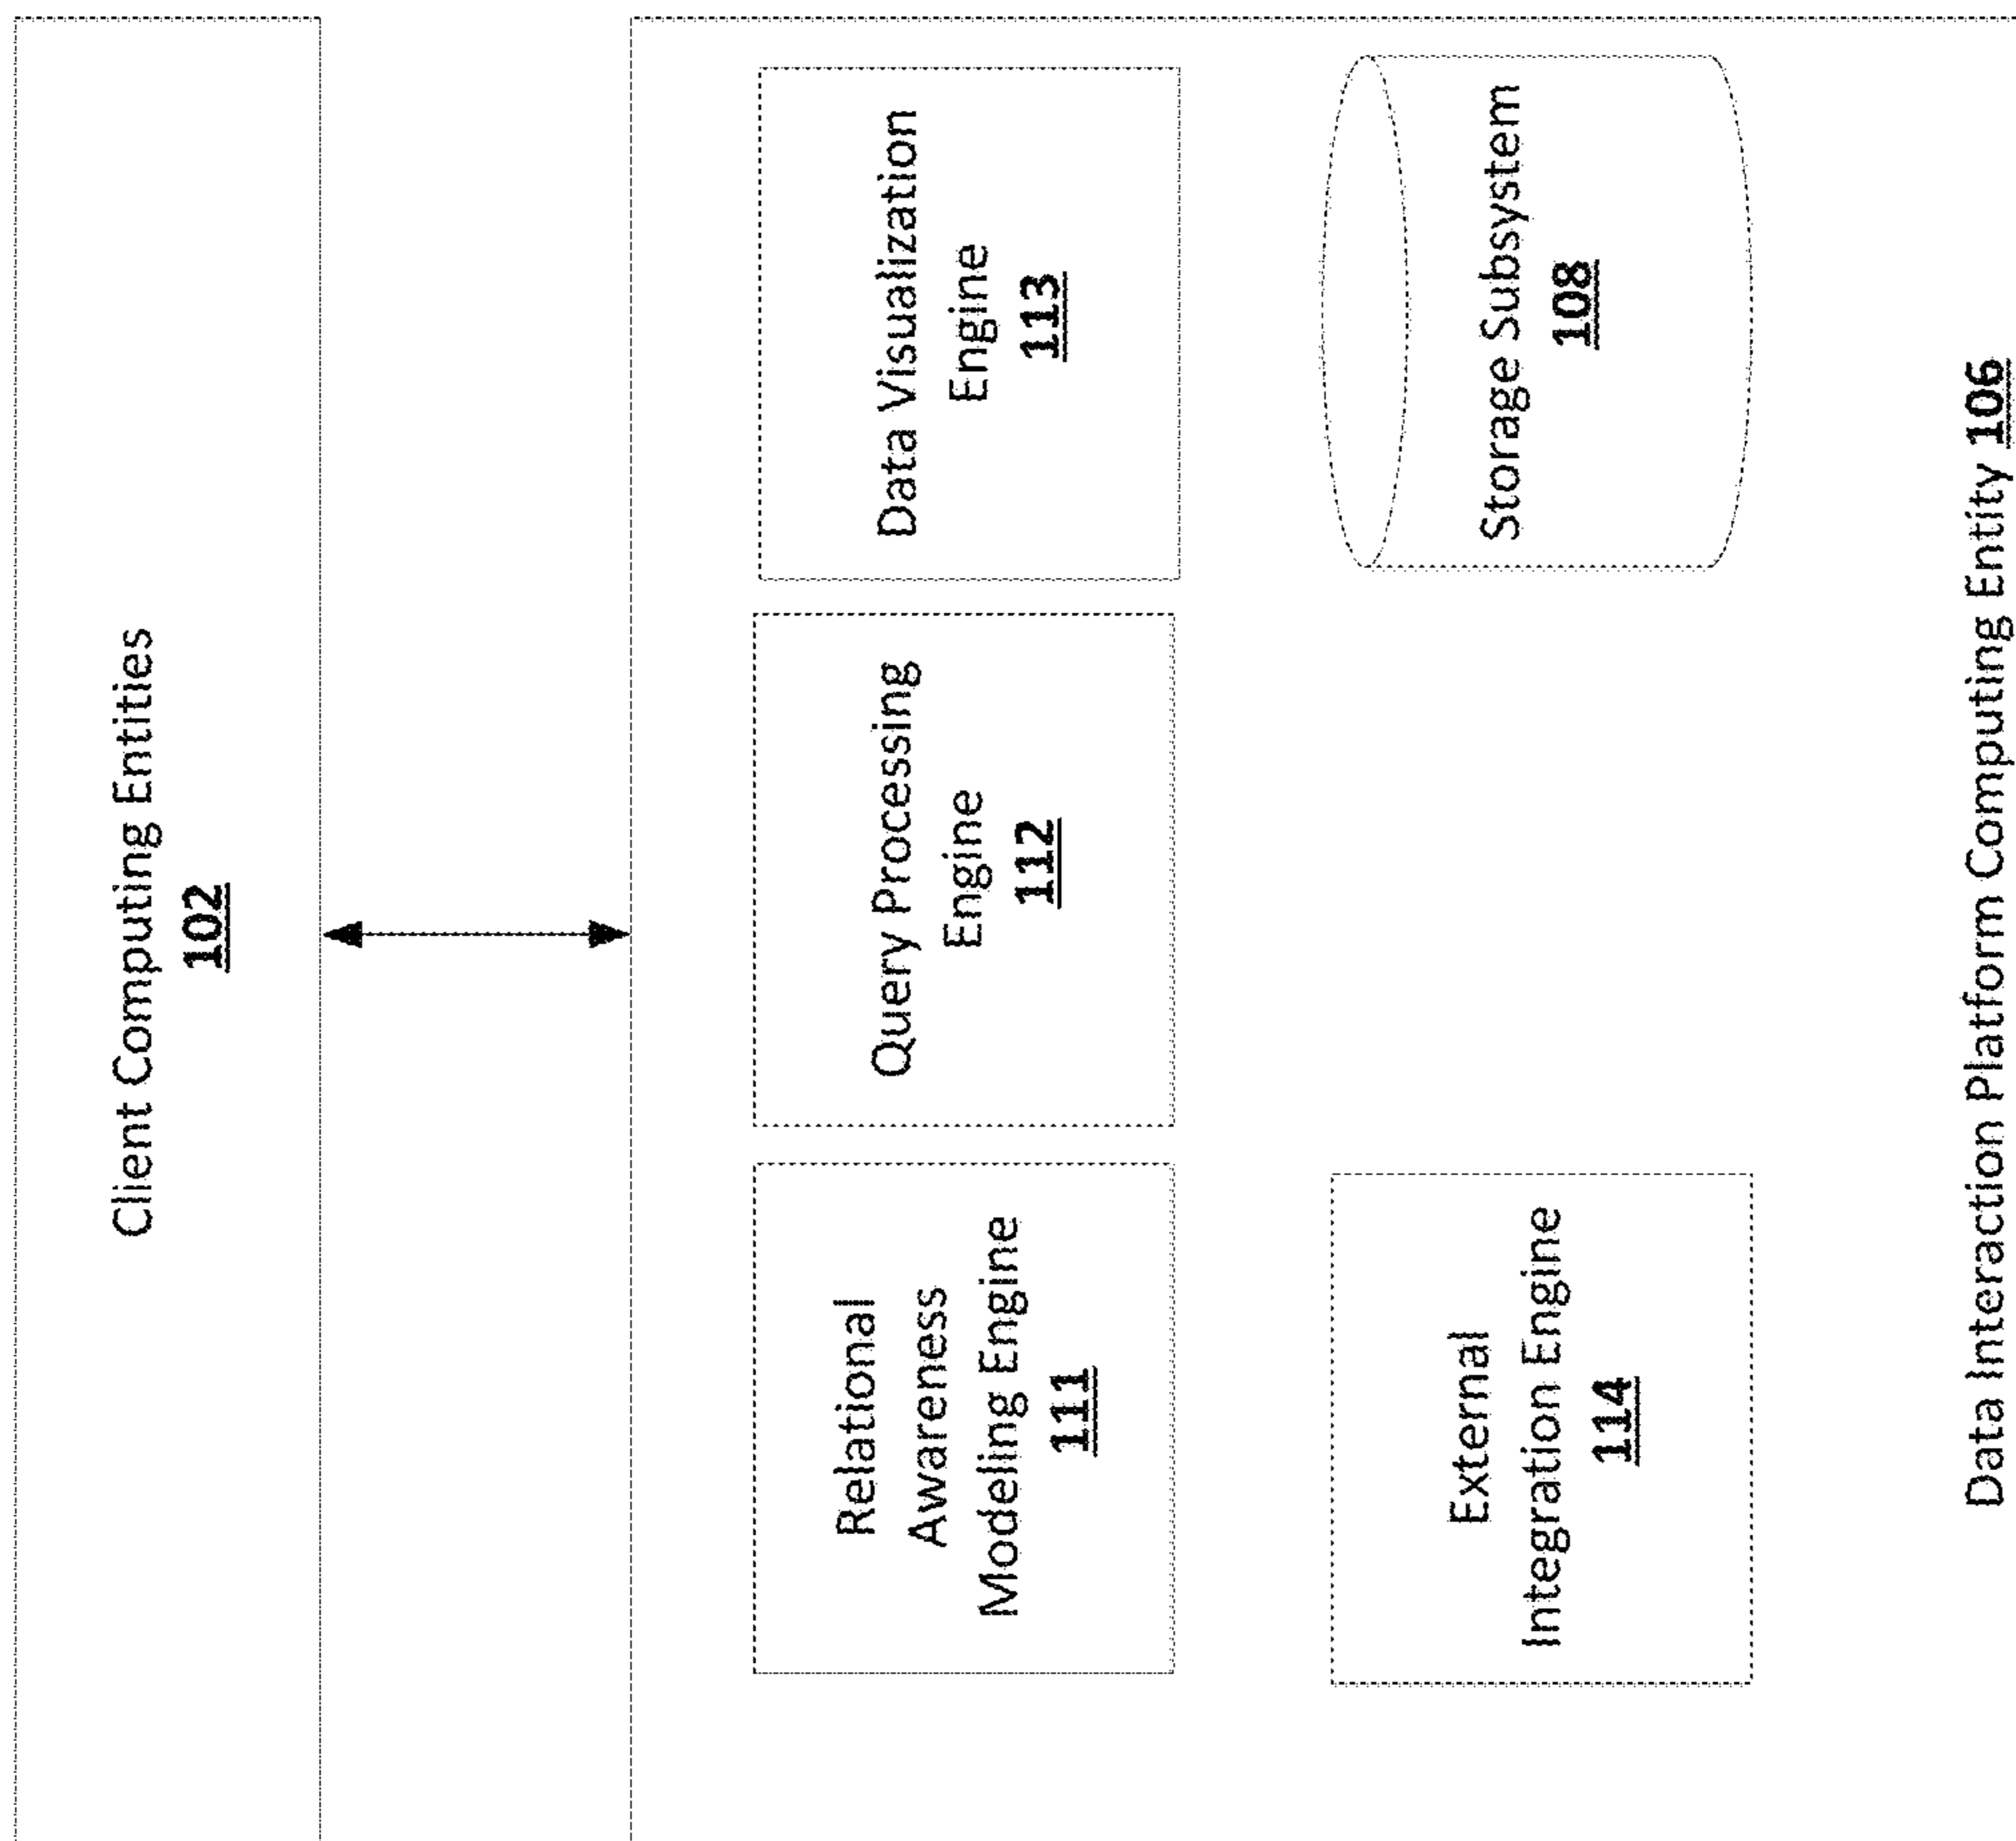 Client Computing Entities
102
Relational
Awareness
Modeling Engine
111
Query Processing
Engine
112
Data Visualization
Engine
113
External
Integration Engine
114
Storage Subsystem
108
Data Interaction Platform Computing Entity 106